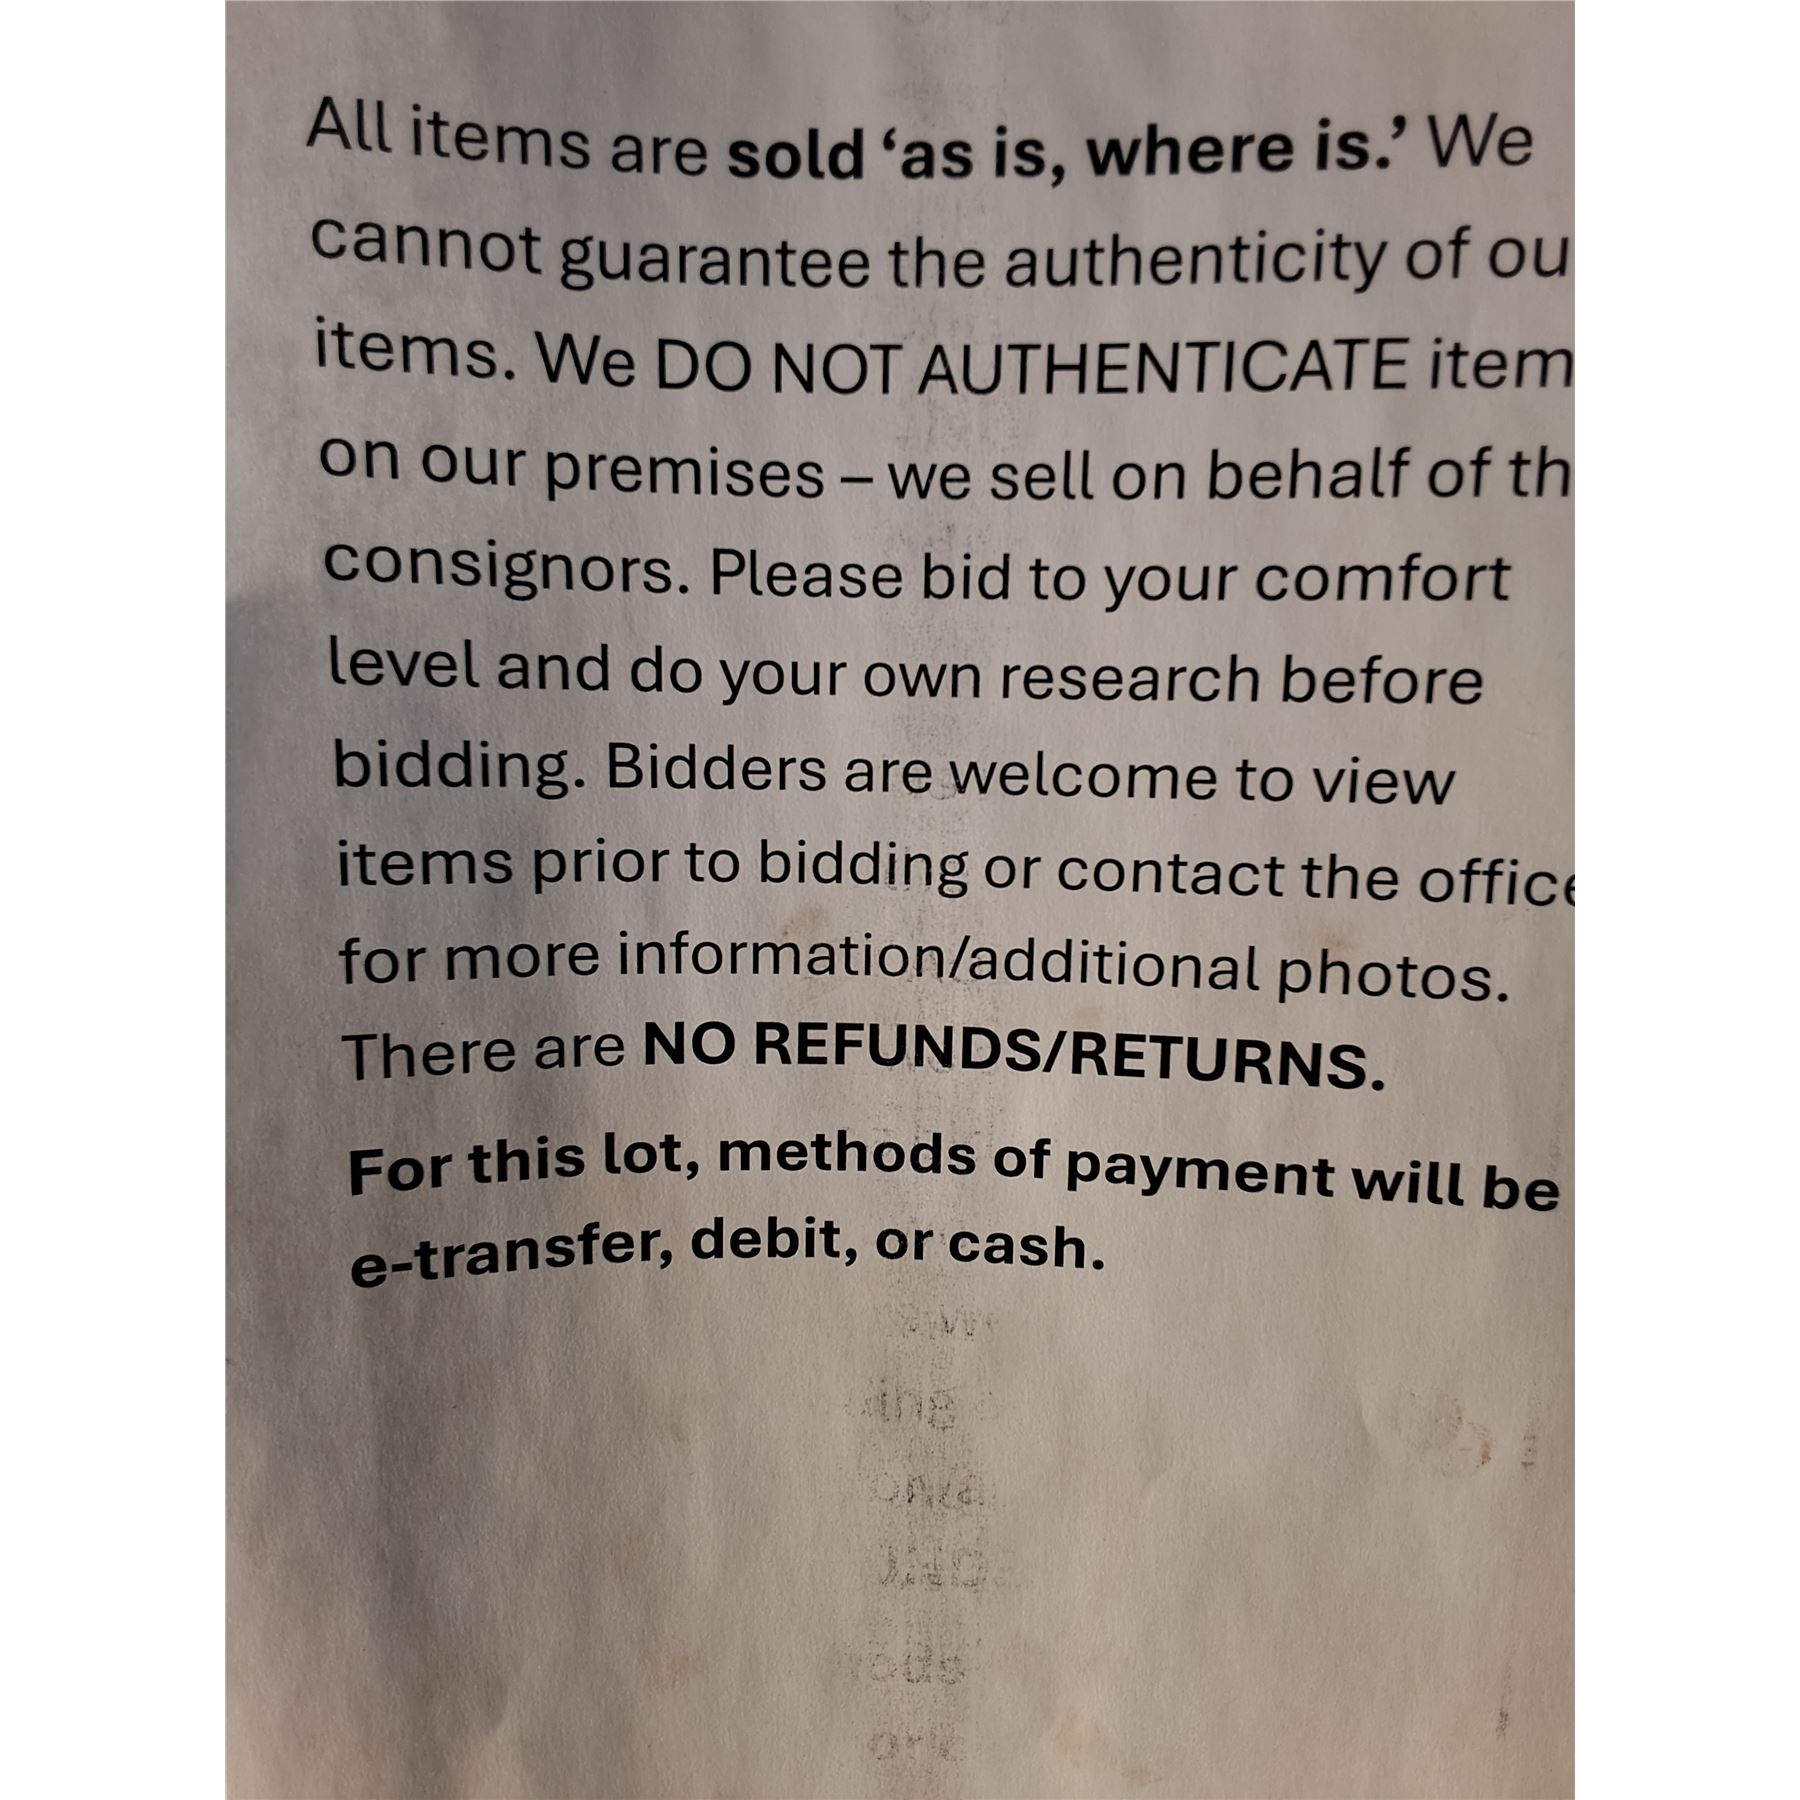 All items are sold ‘as is, where is.’ We
cannot guarantee the authenticity of ou
items. We DO NOT AUTHENTICATE item
on our premises – we sell on behalf of th
consignors. Please bid to your comfort
level and do your own research before
bidding. Bidders are welcome to view
items prior to bidding or contact the office
for more information/additional photos.
There are NO REFUNDS/RETURNS.
For this lot, methods of payment will be
e-transfer, debit, or cash.